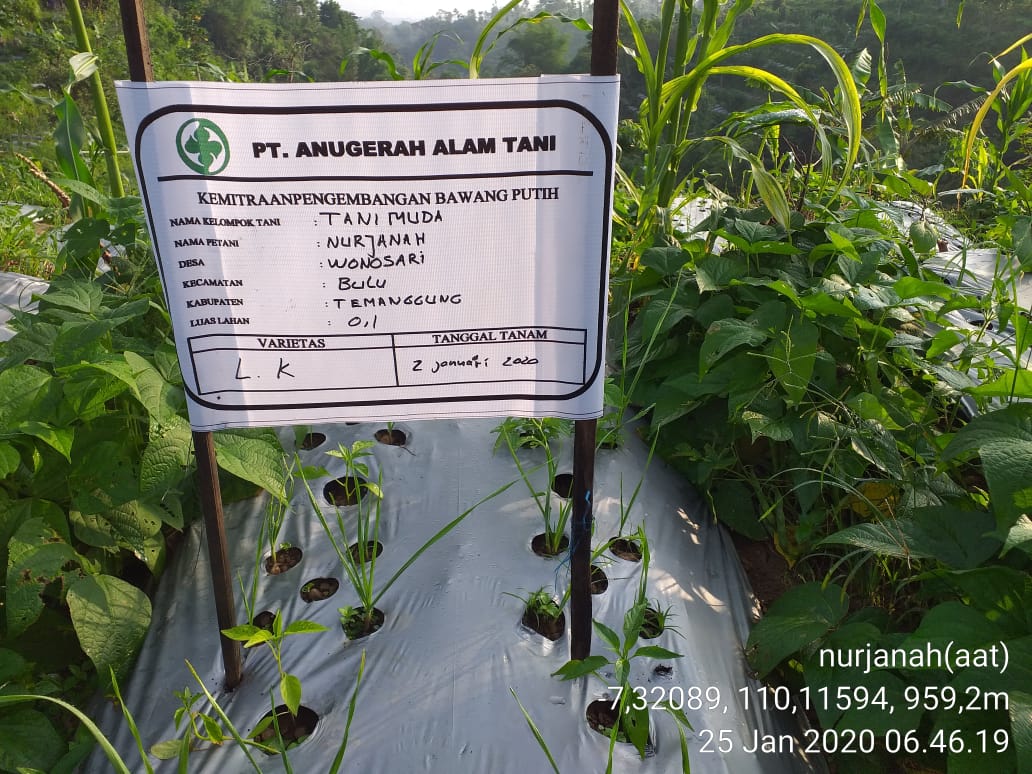 PT. ANUGERAH ALAM TANI
KEMITRAANPENGEMBANGAN BAWANG PUTIH
NAMA KELOMPOK TANI : TANI MUDA
NAMA PETANI : NURJANAH
DESA : WONOSARI
KECAMATAN : BULU
KABUPATEN : TEMANGGUNG
LUAS LAHAN : 0,1
VARIETAS TANGGAL TANAM
L. K 2 januari 2020
nurjanah(aat)
-7,32089, 110,11594, 959,2m
25 Jan 2020 06.46.19